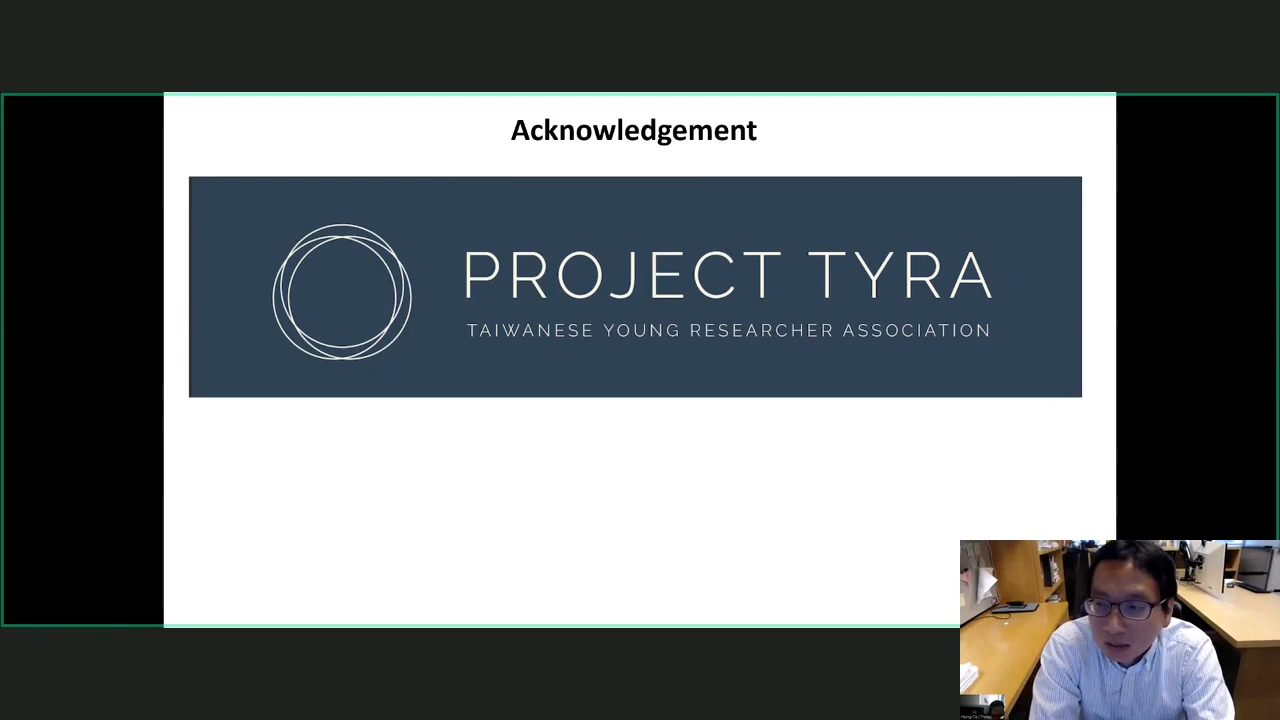 Acknowledgement
PROJECT TYRA
TAIWANESE YOUNG RESEARCHER ASSOCIATION